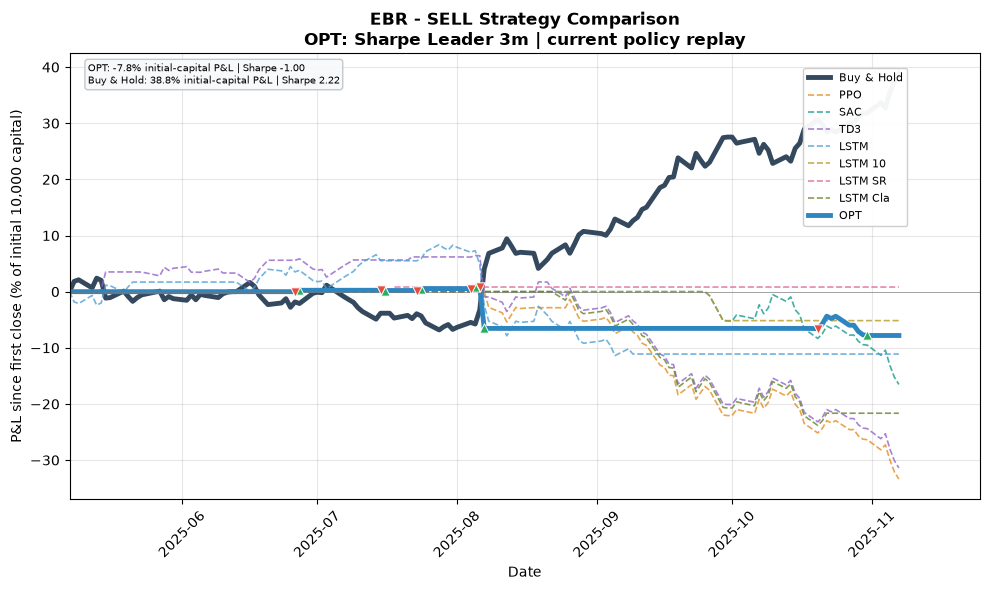 EBR - SELL Strategy Comparison
OPT: Sharpe Leader 3m | current policy replay
OPT: -7.8% initial-capital P&L | Sharpe -1.00
Buy & Hold: 38.8% initial-capital P&L | Sharpe 2.22
Buy & Hold
PPO
SAC
TD3
LSTM
LSTM 10
LSTM SR
LSTM Cla
OPT
P&L since first close (% of initial 10,000 capital)
40
30
20
10
0
−10
−20
−30
2025-06
2025-07
2025-08
2025-09
2025-10
2025-11
Date